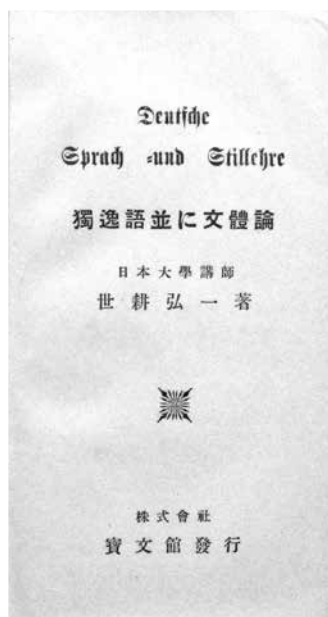 Deutsche
Sprach =und Stillehre
獨逸語並に文體論
日本大學講師
世耕弘一著
株式會社
寶文館發行